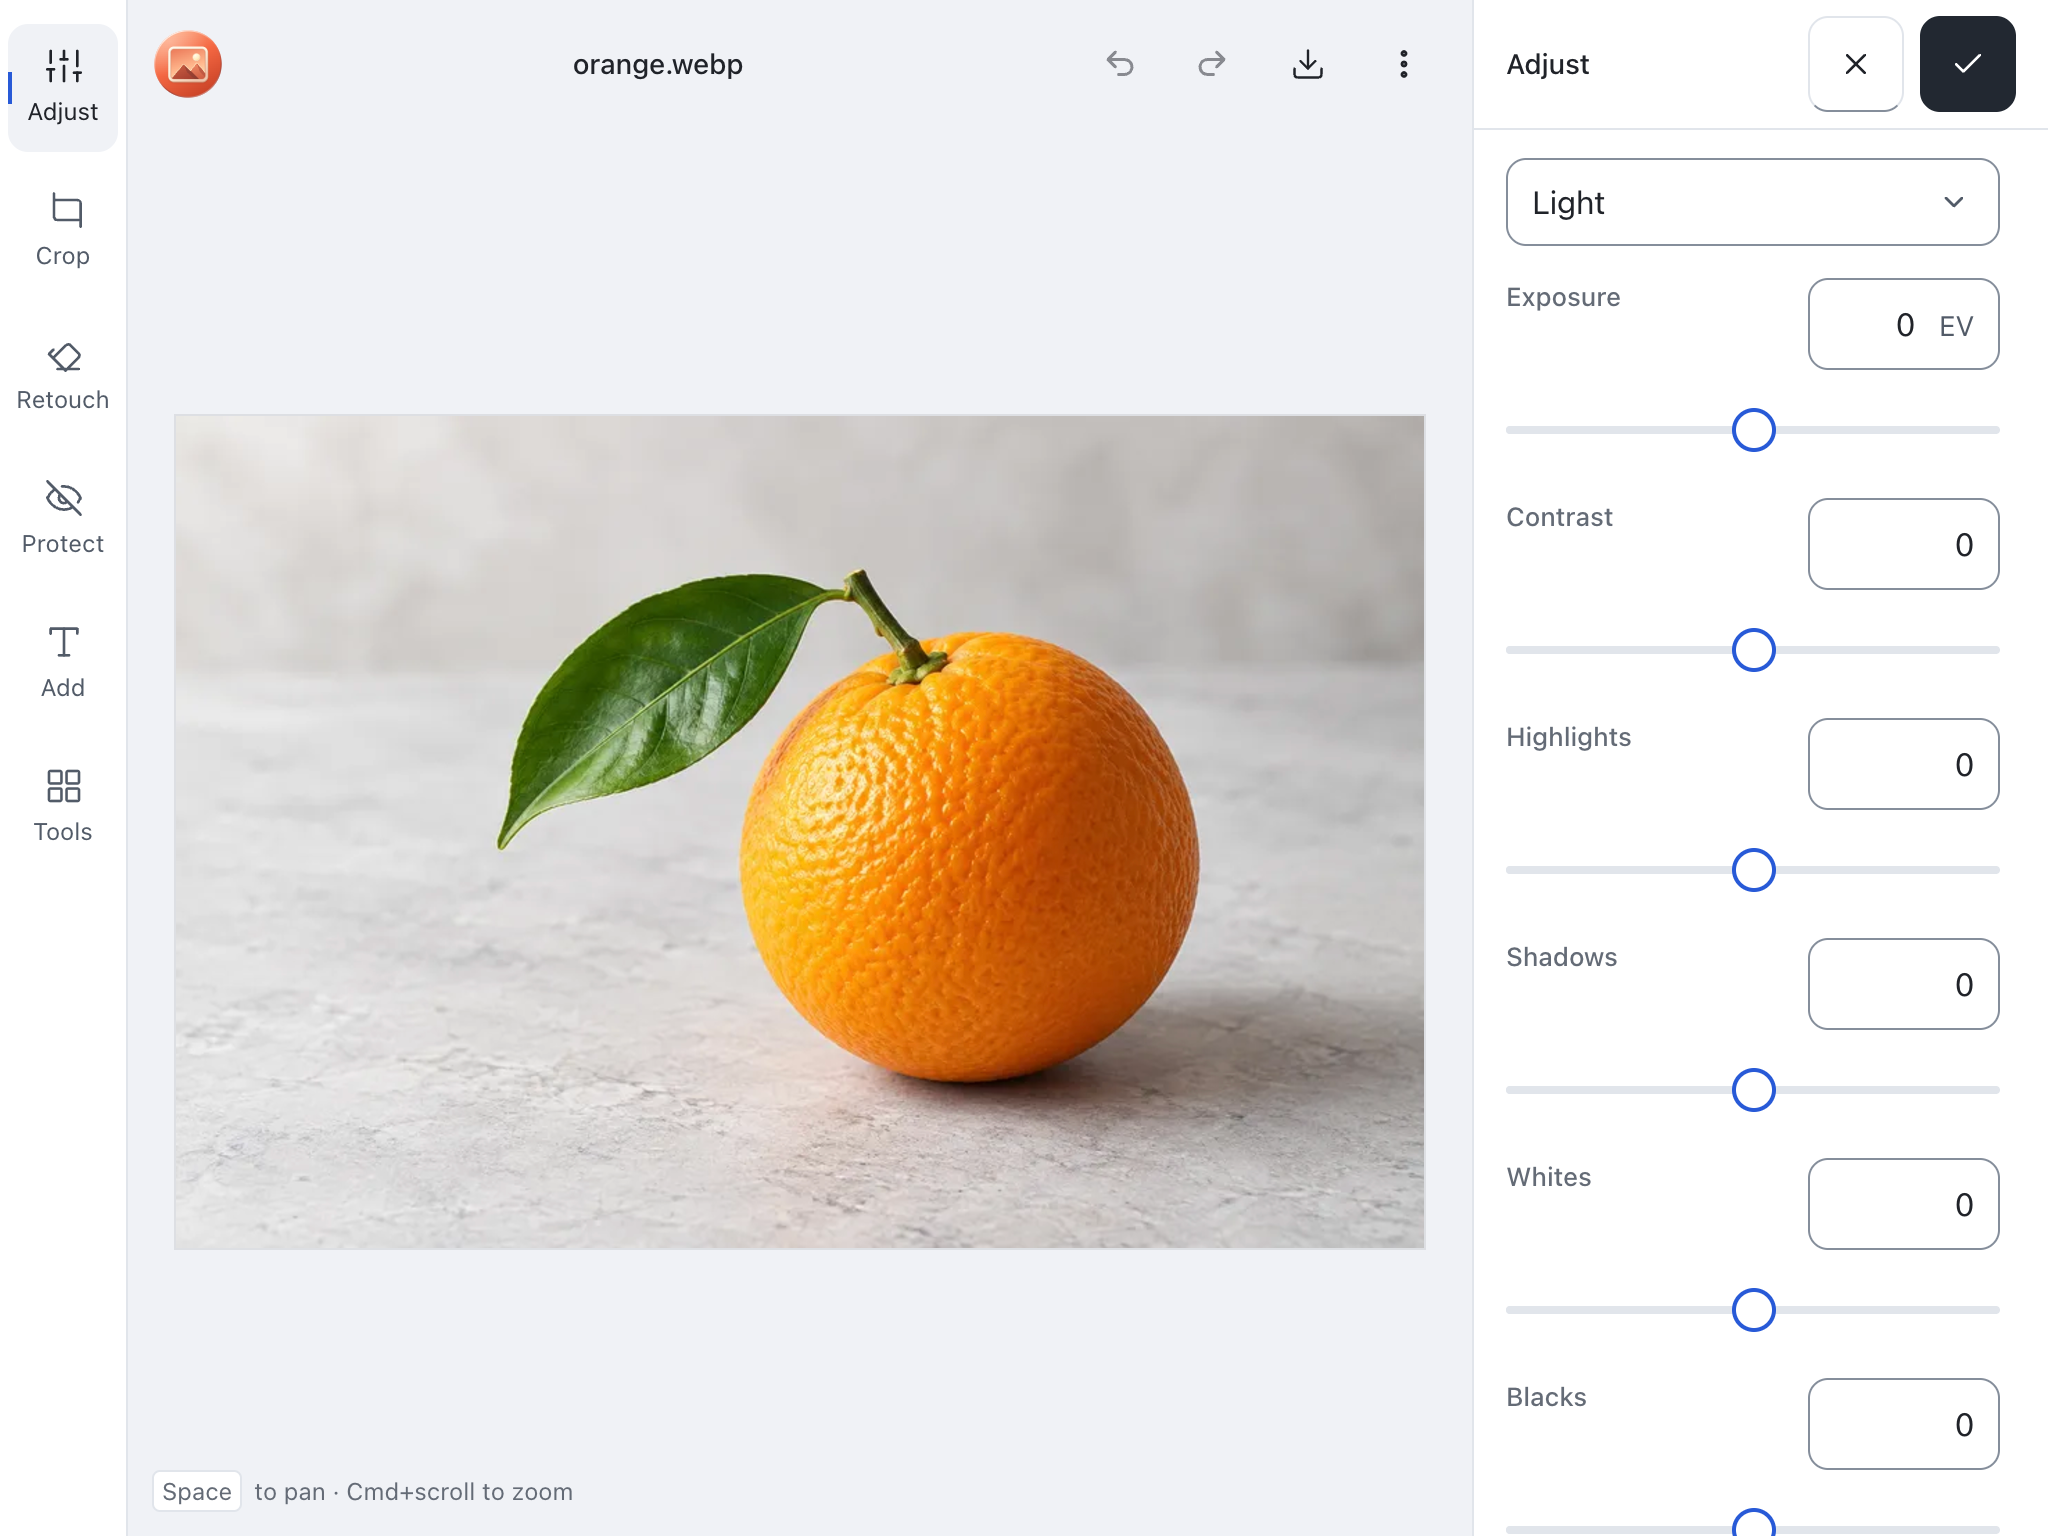 Adjust
Crop
Retouch
Protect
Add
Tools
orange.webp
Space to pan · Cmd+scroll to zoom
Adjust
Light
Exposure
0 EV
Contrast
0
Highlights
0
Shadows
0
Whites
0
Blacks
0